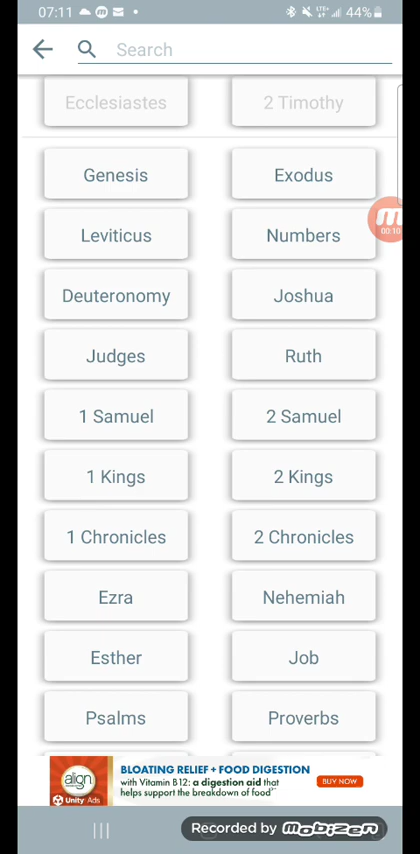 07:11
44%
Search
Ecclesiastes 2 Timothy
Genesis Exodus
Leviticus Numbers
00:10
Deuteronomy Joshua
Judges Ruth
1 Samuel 2 Samuel
1 Kings 2 Kings
1 Chronicles 2 Chronicles
Ezra Nehemiah
Esther Job
Psalms Proverbs
align
Unity Ads
BLOATING RELIEF + FOOD DIGESTION
with Vitamin B12: a digestion aid that
helps support the breakdown of food*
BUY NOW
Recorded by mobizen